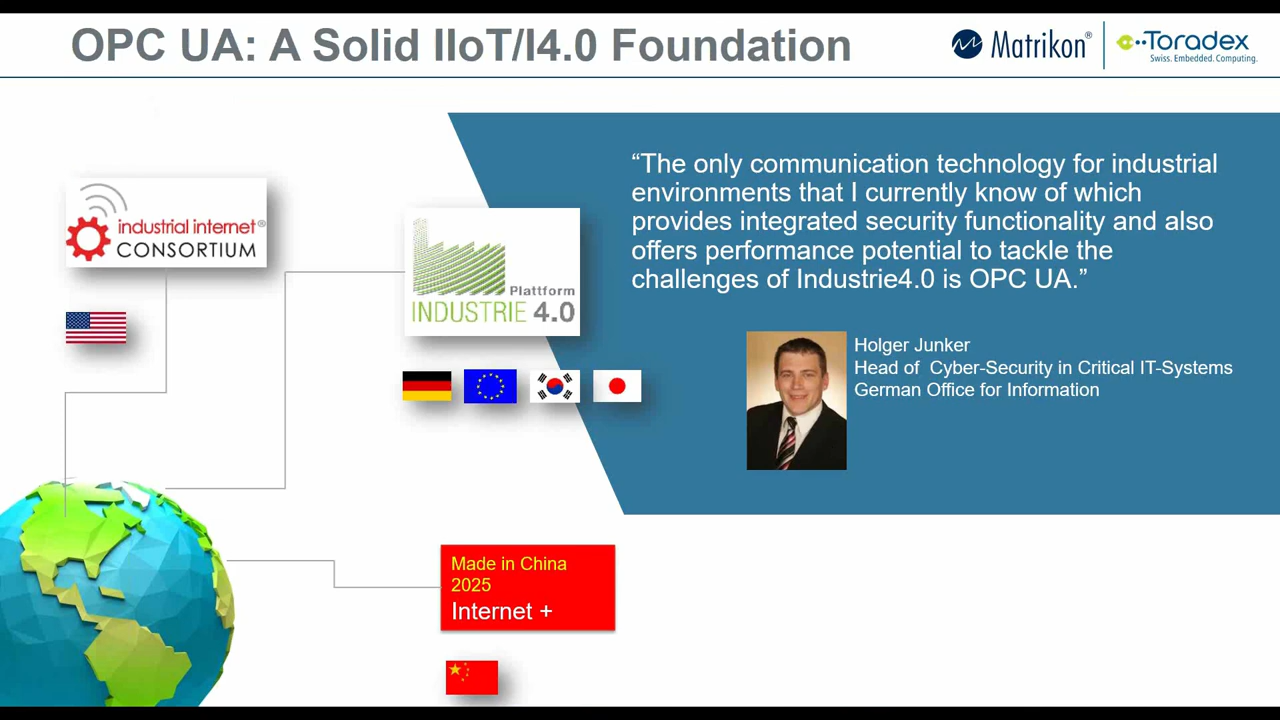 OPC UA: A Solid IIoT/I4.0 Foundation
Matrikon®
Toradex
Swiss. Embedded. Computing.
industrial internet®
CONSORTIUM
Plattform
INDUSTRIE 4.0
“The only communication technology for industrial
environments that I currently know of which
provides integrated security functionality and also
offers performance potential to tackle the
challenges of Industrie4.0 is OPC UA.”
Holger Junker
Head of  Cyber-Security in Critical IT-Systems
German Office for Information
Made in China
2025
Internet +